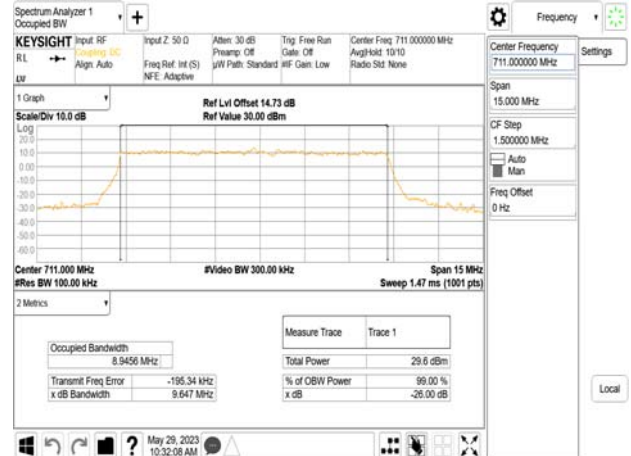 Spectrum Analyzer 1
Occupied BW
Frequency
KEYSIGHT
RL
Input: RF
Coupling: DC
Align: Auto
Input Z: 50 Ω
Freq Ref: Int (S)
NFE: Adaptive
Atten: 30 dB
Preamp: Off
µW Path: Standard
Trig: Free Run
Gate: Off
#IF Gain: Low
Center Freq: 711.000000 MHz
Avg|Hold: 10/10
Radio Std: None
Center Frequency
711.000000 MHz
Settings
Span
15.000 MHz
CF Step
1.500000 MHz
Auto
Man
Freq Offset
0 Hz
Local
1 Graph
Scale/Div 10.0 dB
Ref Lvl Offset 14.73 dB
Ref Value 30.00 dBm
Log
20.0
10.0
0.00
-10.0
-20.0
-30.0
-40.0
-50.0
-60.0
Center 711.000 MHz
#Video BW 300.00 kHz
Span 15 MHz
#Res BW 100.00 kHz
Sweep 1.47 ms (1001 pts)
2 Metrics
Measure Trace
Trace 1
Occupied Bandwidth
8.9456 MHz
Total Power
29.6 dBm
Transmit Freq Error
-195.34 kHz
% of OBW Power
99.00 %
x dB Bandwidth
9.647 MHz
x dB
-26.00 dB
?
May 29, 2023
10:32:08 AM